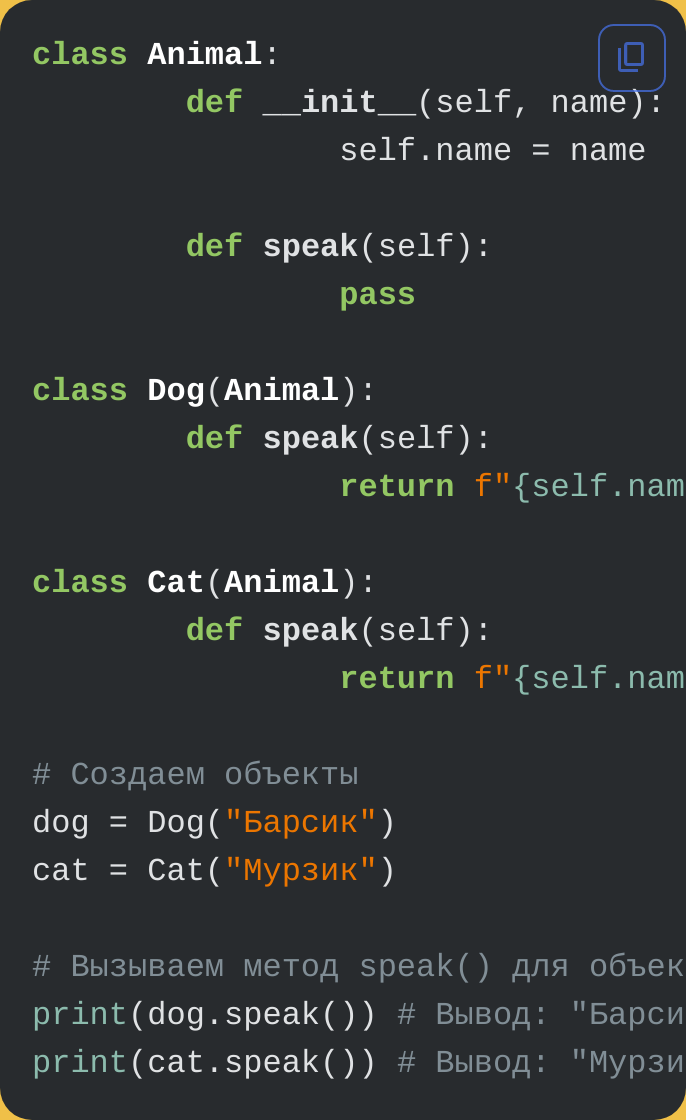 class Animal:
        def __init__(self, name):
                self.name = name

        def speak(self):
                pass

class Dog(Animal):
        def speak(self):
                return f"{self.nam

class Cat(Animal):
        def speak(self):
                return f"{self.nam

# Создаем объекты
dog = Dog("Барсик")
cat = Cat("Мурзик")

# Вызываем метод speak() для объек
print(dog.speak()) # Вывод: "Барси
print(cat.speak()) # Вывод: "Мурзи